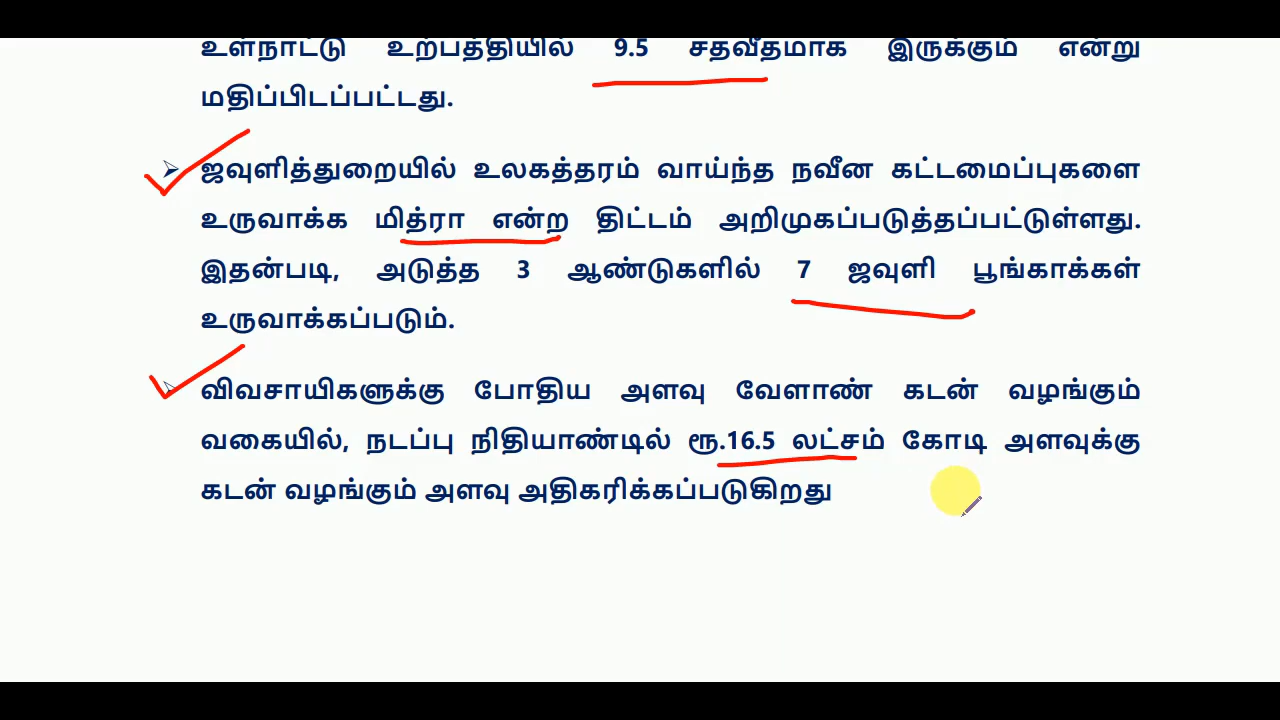 உள்நாட்டு உற்பத்தியில் 9.5 சதவீதமாக இருக்கும் என்று
மதிப்பிடப்பட்டது.
ஜவுளித்துறையில் உலகத்தரம் வாய்ந்த நவீன கட்டமைப்புகளை
உருவாக்க மித்ரா என்ற திட்டம் அறிமுகப்படுத்தப்பட்டுள்ளது.
இதன்படி, அடுத்த 3 ஆண்டுகளில் 7 ஜவுளி பூங்காக்கள்
உருவாக்கப்படும்.
விவசாயிகளுக்கு போதிய அளவு வேளாண் கடன் வழங்கும்
வகையில், நடப்பு நிதியாண்டில் ரூ.16.5 லட்சம் கோடி அளவுக்கு
கடன் வழங்கும் அளவு அதிகரிக்கப்படுகிறது